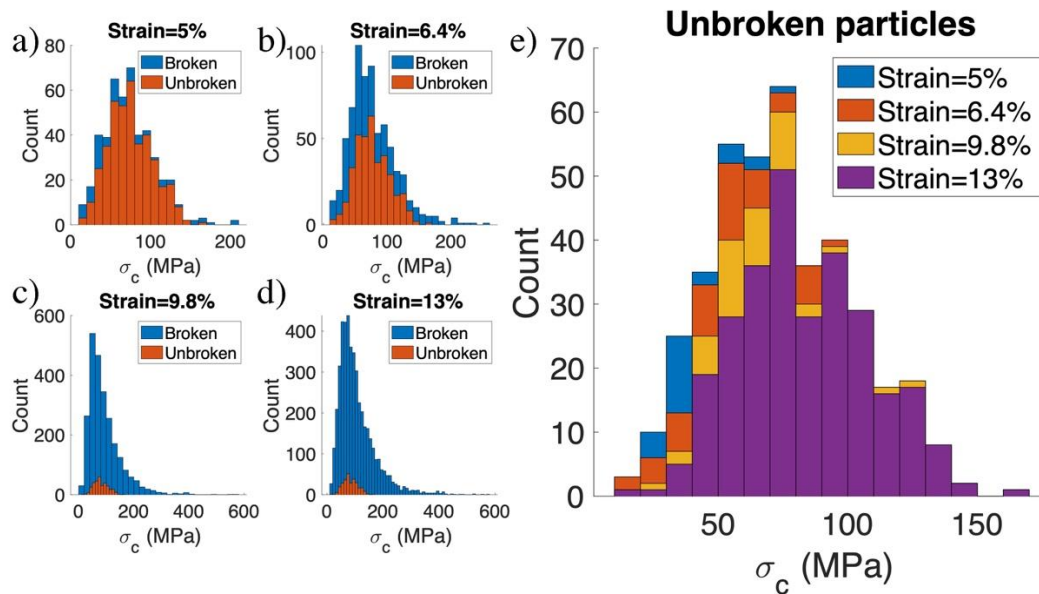 a)
Strain=5%
80
60
40
20
0
Count
0 100 200
σc (MPa)
Broken
Unbroken
b)
Strain=6.4%
100
50
0
Count
0 100 200
σc (MPa)
Broken
Unbroken
c)
Strain=9.8%
600
400
200
0
Count
0 200 400 600
σc (MPa)
Broken
Unbroken
d)
Strain=13%
400
300
200
100
0
Count
0 200 400 600
σc (MPa)
Broken
Unbroken
e)
Unbroken particles
70
60
50
40
30
20
10
0
Count
50 100 150
σc (MPa)
Strain=5%
Strain=6.4%
Strain=9.8%
Strain=13%